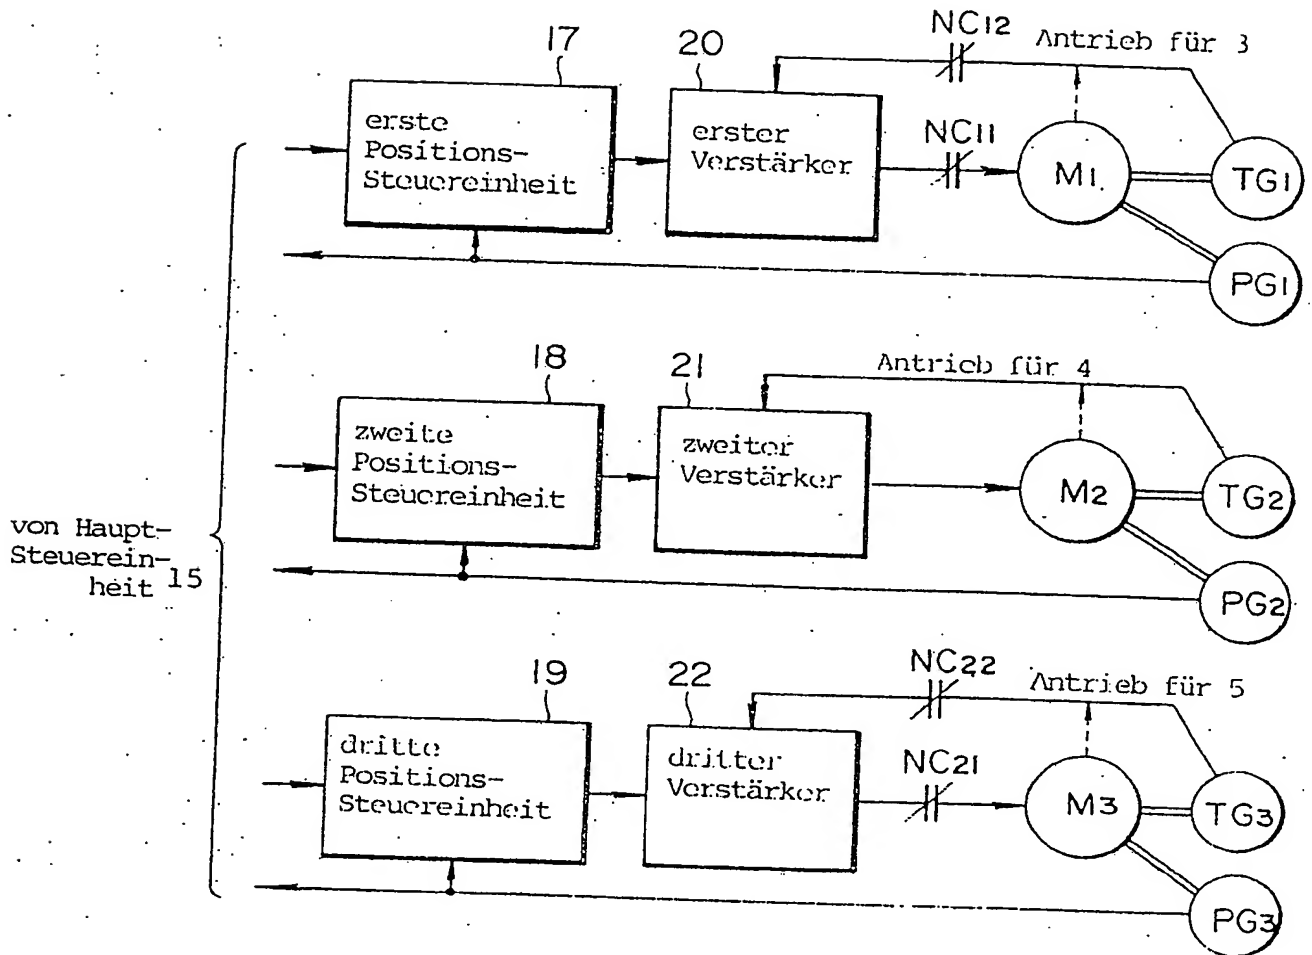 17
20
NC12
Antrieb für 3
erste
Positions-
Steuereinheit
erster
Verstärker
NC11
M1.
TG1
PG1
18
21
Antrieb für 4
zweite
Positions-
Steuereinheit
zweiter
Verstärker
M2
TG2
PG2
von Haupt-
Steuerein-
heit 15
19
22
NC22
Antrieb für 5
dritte
Positions-
Steuereinheit
dritter
Verstärker
NC21
M3
TG3
PG3